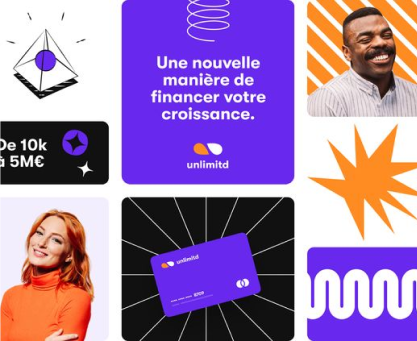 Une nouvelle
manière de
financer votre
croissance.
unlimitd
De 10k
à 5M€
unlimitd